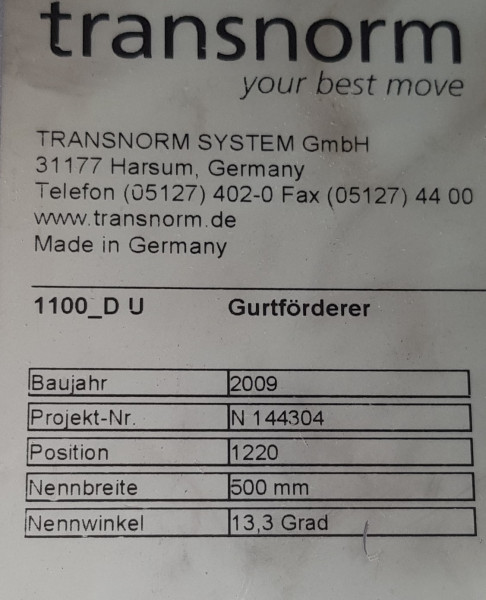 transnorm
your best move
TRANSNORM SYSTEM GmbH
31177 Harsum, Germany
Telefon (05127) 402-0 Fax (05127) 44 00
www.transnorm.de
Made in Germany
1100_D U Gurtförderer
Baujahr 2009
Projekt-Nr. N 144304
Position 1220
Nennbreite 500 mm
Nennwinkel 13,3 Grad